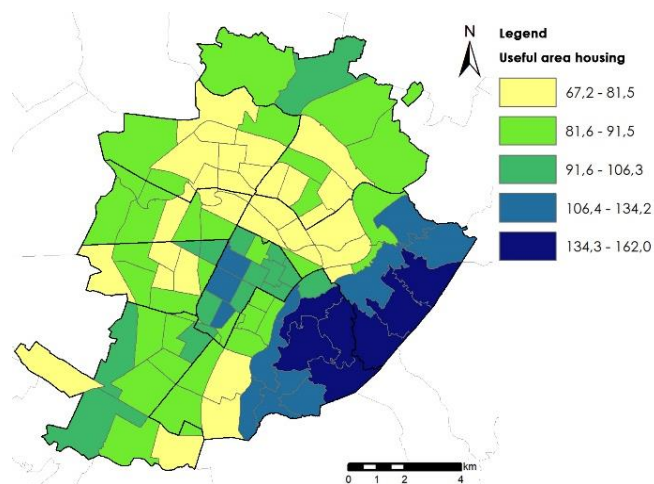 N
Legend
Useful area housing
67,2 - 81,5
81,6 - 91,5
91,6 - 106,3
106,4 - 134,2
134,3 - 162,0
km
0 1 2 4